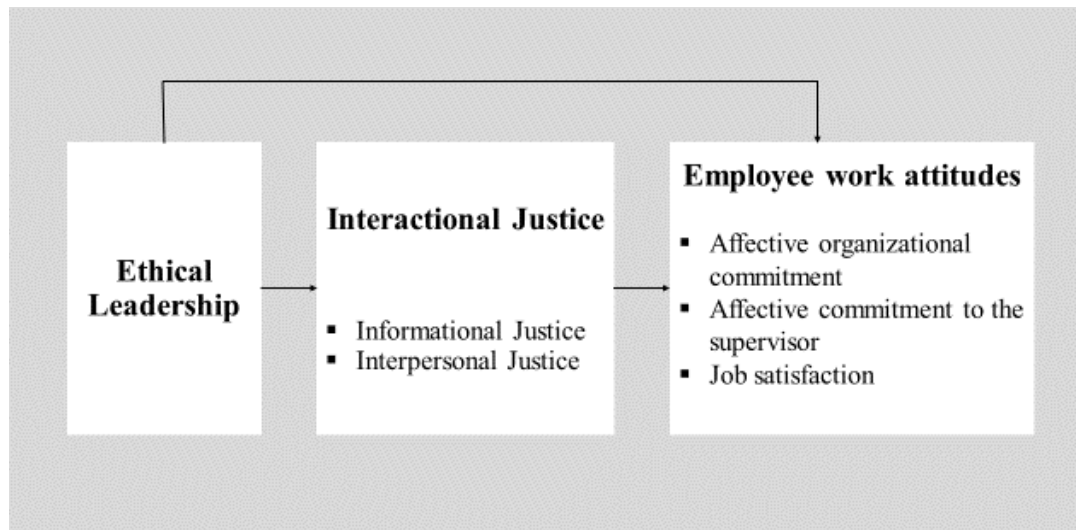 Ethical
Leadership
Interactional Justice
▪ Informational Justice
▪ Interpersonal Justice
Employee work attitudes
▪ Affective organizational
commitment
▪ Affective commitment to the
supervisor
▪ Job satisfaction